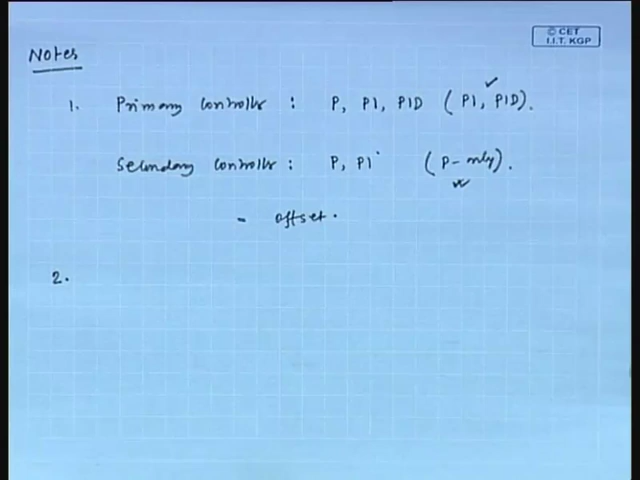 © CET
I.I.T. KGP
Notes
1. Primary controller : P, PI, PID (PI, PID).
Secondary controller : P, PI (P-only).
- offset.
2.